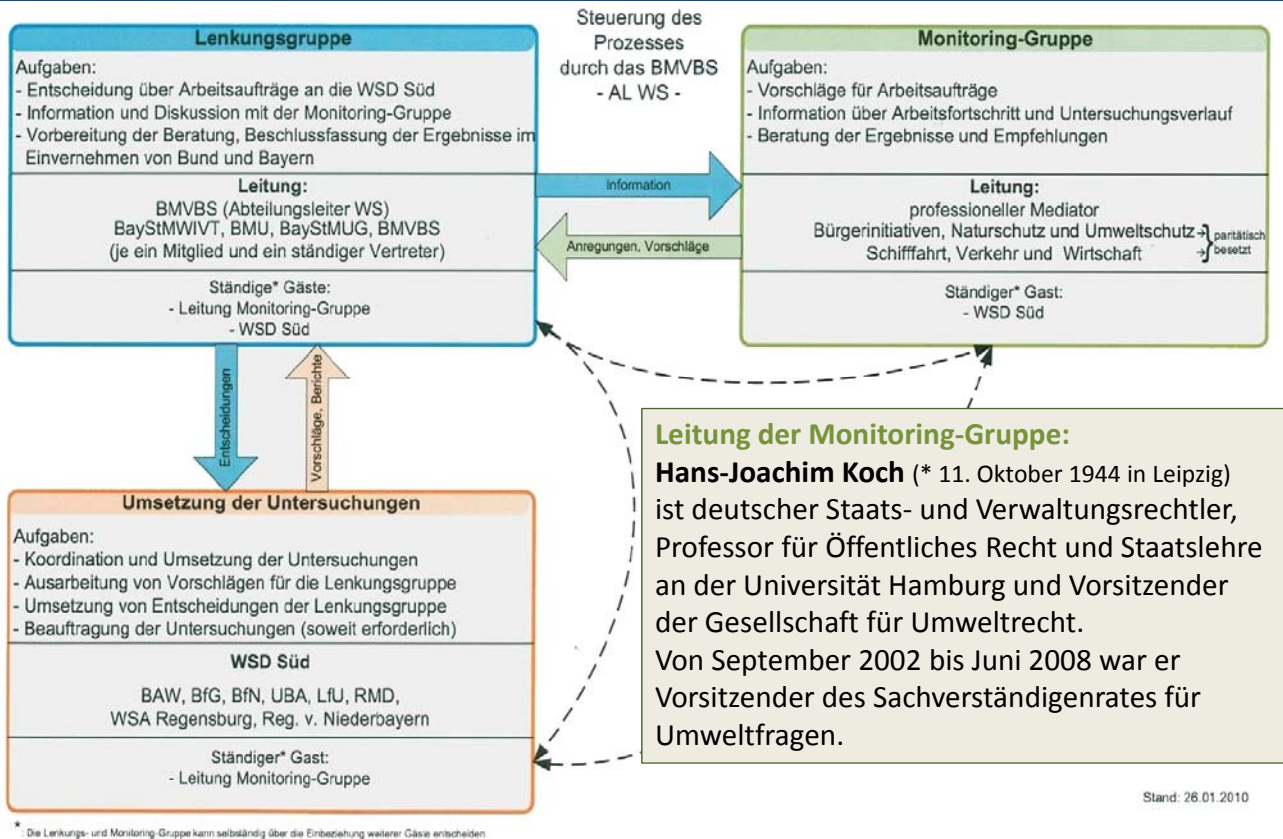 Steuerung des
Prozesses
durch das BMVBS
- AL WS -
Lenkungsgruppe
Aufgaben:
- Entscheidung über Arbeitsaufträge an die WSD Süd
- Information und Diskussion mit der Monitoring-Gruppe
- Vorbereitung der Beratung, Beschlussfassung der Ergebnisse im
Einvernehmen von Bund und Bayern
Leitung:
BMVBS (Abteilungsleiter WS)
BayStMWIVT, BMU, BayStMUG, BMVBS
(je ein Mitglied und ein ständiger Vertreter)
Ständige* Gäste:
- Leitung Monitoring-Gruppe
- WSD Süd
Information
Anregungen, Vorschläge
Monitoring-Gruppe
Aufgaben:
- Vorschläge für Arbeitsaufträge
- Information über Arbeitsfortschritt und Untersuchungsverlauf
- Beratung der Ergebnisse und Empfehlungen
Leitung:
professioneller Mediator
Bürgerinitiativen, Naturschutz und Umweltschutz
Schifffahrt, Verkehr und Wirtschaft
paritätisch
besetzt
Ständiger* Gast:
- WSD Süd
Entscheidungen
Vorschläge, Berichte
Umsetzung der Untersuchungen
Aufgaben:
- Koordination und Umsetzung der Untersuchungen
- Ausarbeitung von Vorschlägen für die Lenkungsgruppe
- Umsetzung von Entscheidungen der Lenkungsgruppe
- Beauftragung der Untersuchungen (soweit erforderlich)
WSD Süd
BAW, BfG, BfN, UBA, LfU, RMD,
WSA Regensburg, Reg. v. Niederbayern
Ständiger* Gast:
- Leitung Monitoring-Gruppe
Leitung der Monitoring-Gruppe:
Hans-Joachim Koch (* 11. Oktober 1944 in Leipzig)
ist deutscher Staats- und Verwaltungsrechtler,
Professor für Öffentliches Recht und Staatslehre
an der Universität Hamburg und Vorsitzender
der Gesellschaft für Umweltrecht.
Von September 2002 bis Juni 2008 war er
Vorsitzender des Sachverständigenrates für
Umweltfragen.
Stand: 26.01.2010
*: Die Lenkungs- und Monitoring-Gruppe kann selbständig über die Einbeziehung weiterer Gäste entscheiden